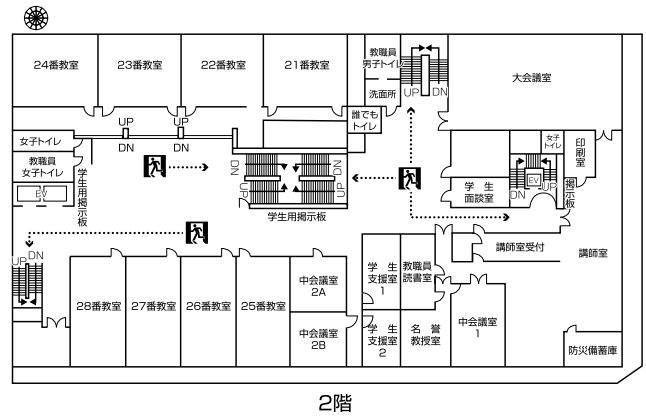 24番教室
23番教室
22番教室
21番教室
教職員
男子トイレ
洗面所
UP
DN
大会議室
誰でも
トイレ
UP
DN
UP
DN
女子トイレ
教職員
女子トイレ
EV
学生用掲示板
DN
UP
DN
UP
学生用掲示板
女子
トイレ
印刷室
学生
面談室
DN
EV
UP
掲示板
講師室受付
講師室
UP
DN
28番教室
27番教室
26番教室
25番教室
中会議室
2A
中会議室
2B
学生
支援室
1
教職員
読書室
学生
支援室
2
名誉
教授室
中会議室
1
防災備蓄庫
2階